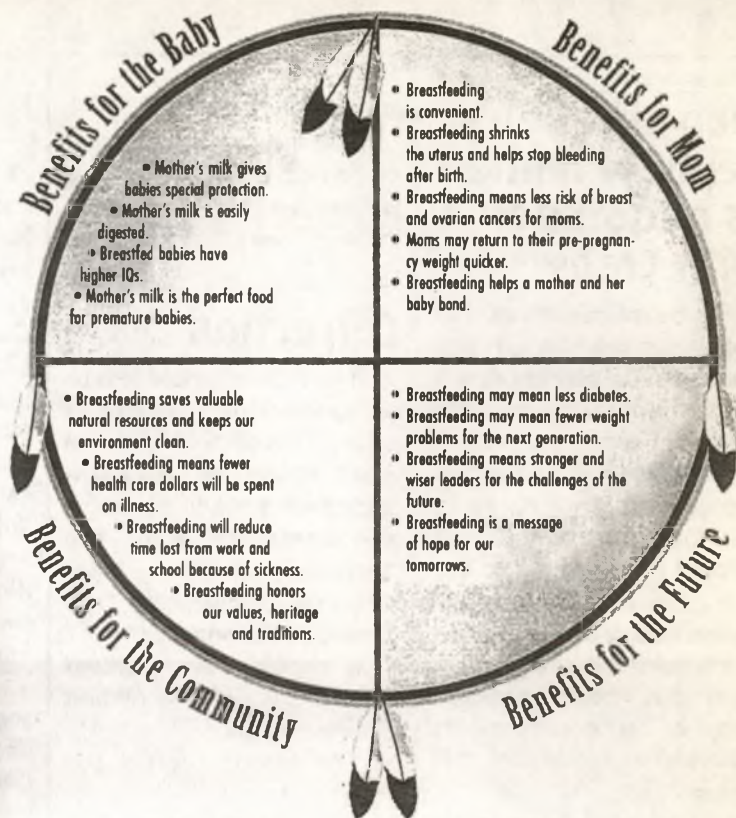 Benefits for the Baby
• Mother's milk gives
babies special protection.
• Mother's milk is easily
digested.
• Breastfed babies have
higher IQs.
• Mother's milk is the perfect food
for premature babies.
Benefits for Mom
• Breastfeeding
is convenient.
• Breastfeeding shrinks
the uterus and helps stop bleeding
after birth.
• Breastfeeding means less risk of breast
and ovarian cancers for moms.
• Moms may return to their pre-pregnan-
cy weight quicker.
• Breastfeeding helps a mother and her
baby bond.
• Breastfeeding saves valuable
natural resources and keeps our
environment clean.
• Breastfeeding means fewer
health care dollars will be spent
on illness.
• Breastfeeding will reduce
time lost from work and
school because of sickness.
• Breastfeeding honors
our values, heritage
and traditions.
Benefits for the Community
• Breastfeeding may mean less diabetes.
• Breastfeeding may mean fewer weight
problems for the next generation.
• Breastfeeding means stronger and
wiser leaders for the challenges of the
future.
• Breastfeeding is a message
of hope for our
tomorrows.
Benefits for the Future